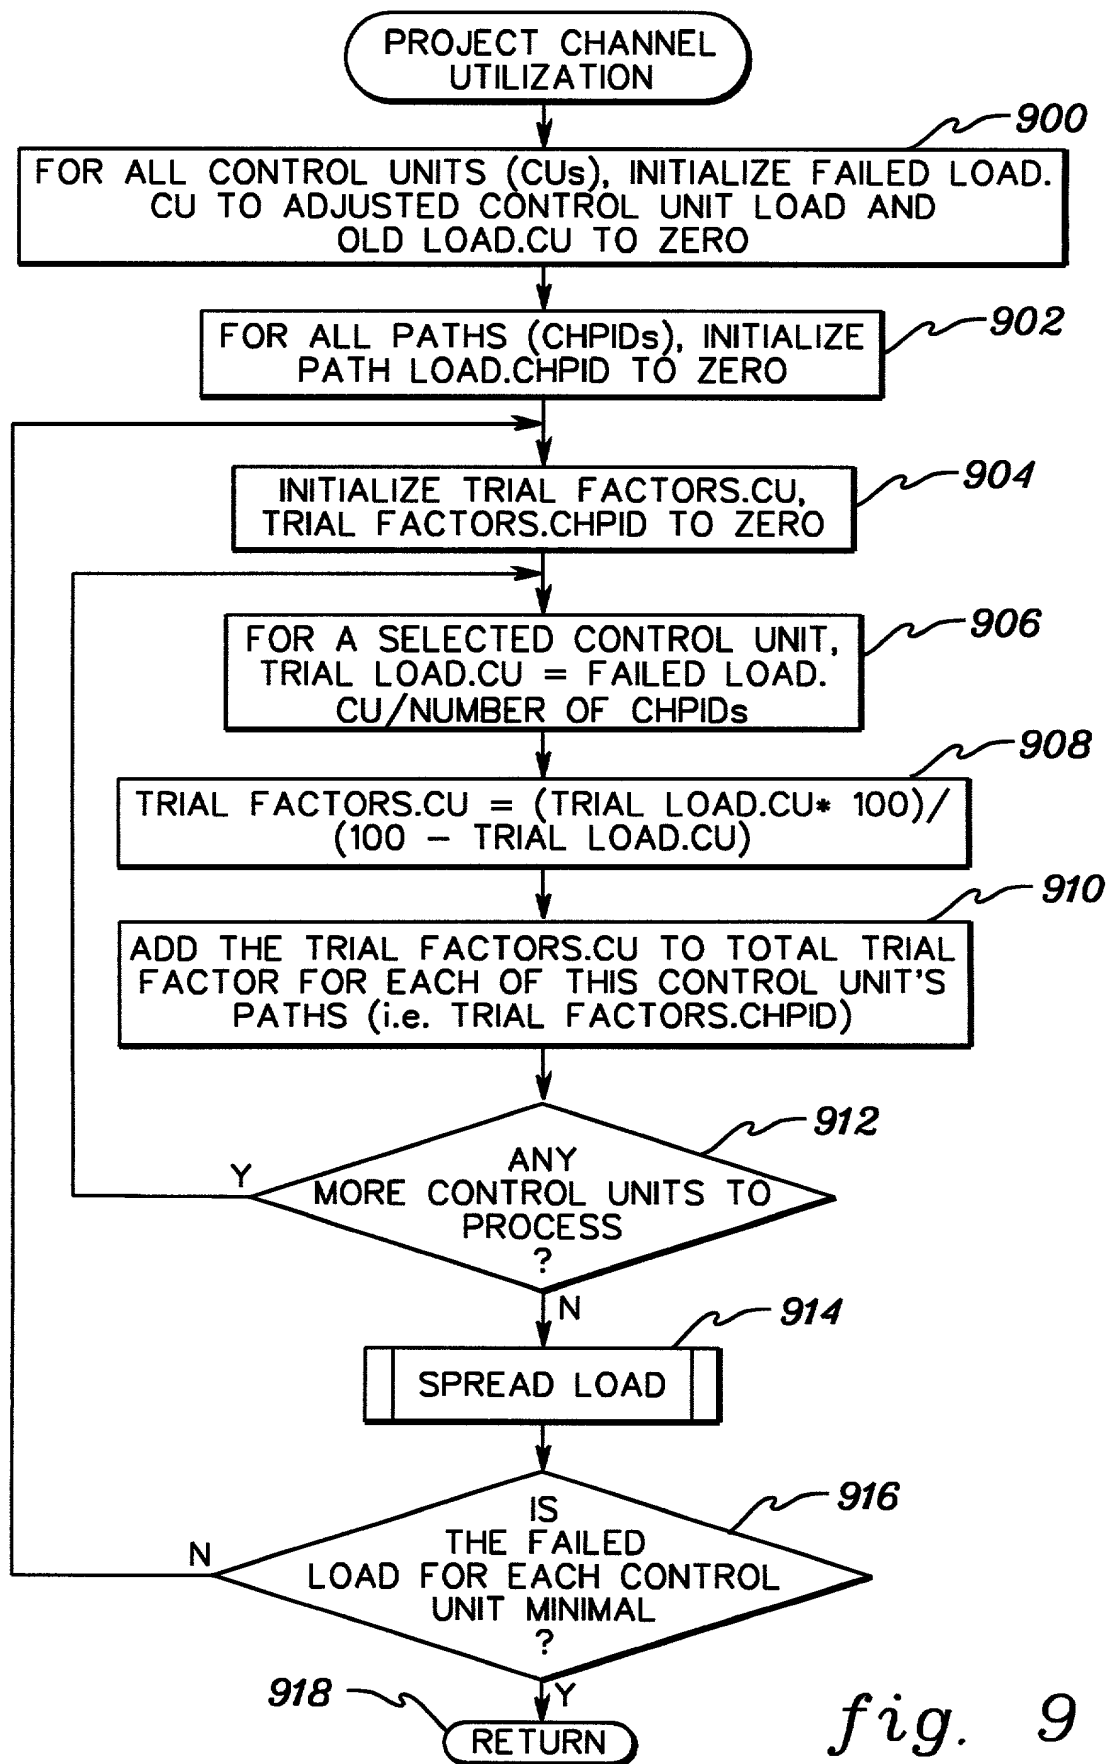 PROJECT CHANNEL
UTILIZATION
900
FOR ALL CONTROL UNITS (CUs), INITIALIZE FAILED LOAD.
CU TO ADJUSTED CONTROL UNIT LOAD AND
OLD LOAD.CU TO ZERO
902
FOR ALL PATHS (CHPIDs), INITIALIZE
PATH LOAD.CHPID TO ZERO
904
INITIALIZE TRIAL FACTORS.CU,
TRIAL FACTORS.CHPID TO ZERO
906
FOR A SELECTED CONTROL UNIT,
TRIAL LOAD.CU = FAILED LOAD.
CU/NUMBER OF CHPIDs
908
TRIAL FACTORS.CU = (TRIAL LOAD.CU* 100)/
(100 - TRIAL LOAD.CU)
910
ADD THE TRIAL FACTORS.CU TO TOTAL TRIAL
FACTOR FOR EACH OF THIS CONTROL UNIT'S
PATHS (i.e. TRIAL FACTORS.CHPID)
912
Y
ANY
MORE CONTROL UNITS TO
PROCESS
?
N
914
SPREAD LOAD
916
N
IS
THE FAILED
LOAD FOR EACH CONTROL
UNIT MINIMAL
?
Y
918
RETURN
fig. 9